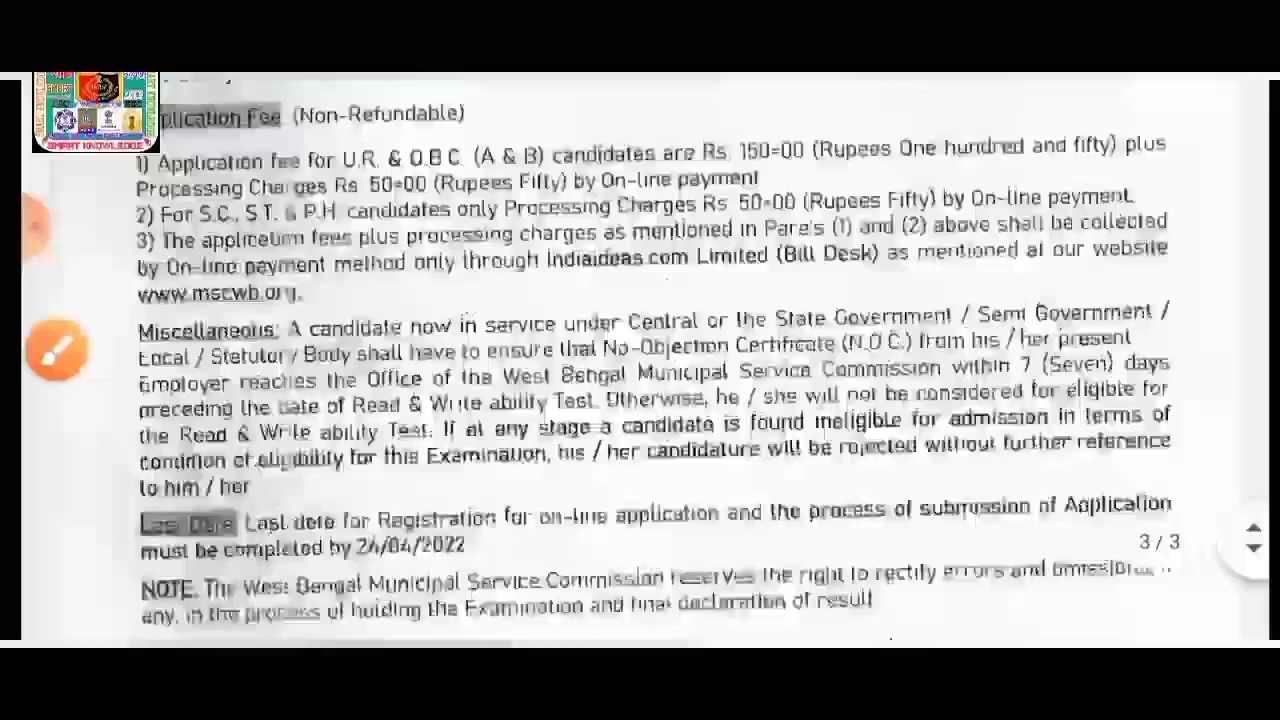 SMART KNOWLEDGE
plication Fee (Non-Refundable)
1) Application fee for U.R. & O.B.C. (A & B) candidates are Rs. 150=00 (Rupees One hundred and fifty) plus
Processing Charges Rs 50=00 (Rupees Fifty) by On-line payment
2) For S.C., S.T. & P.H. candidates only Processing Charges Rs 50=00 (Rupees Fifty) by On-line payment.
3) The application fees plus processing charges as mentioned in Para's (1) and (2) above shall be collected
by On-line payment method only through Indiaideas.com Limited (Bill Desk) as mentioned at our website
www.mscwb.org.
Miscellaneous: A candidate now in service under Central or the State Government / Semi Government /
Local / Statutory Body shall have to ensure that No-Objection Certificate (N.O.C.) from his / her present
Employer reaches the Office of the West Bengal Municipal Service Commission within 7 (Seven) days
preceding the date of Read & Write ability Test. Otherwise, he / she will not be considered for eligible for
the Read & Write ability Test. If at any stage a candidate is found ineligible for admission in terms of
condition of eligibility for this Examination, his / her candidature will be rejected without further reference
to him / her
Last Date Last date for Registration for on-line application and the process of submission of Application
must be completed by 24/04/2022
3 / 3
NOTE. The West Bengal Municipal Service Commission reserves the right to rectify errors and omissions, if
any, in the process of holding the Examination and final declaration of result